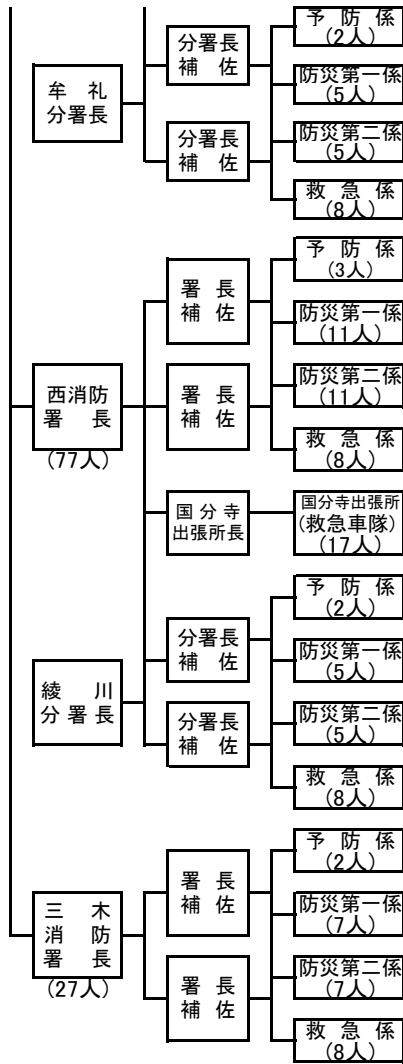 牟礼
分署長
分署長
補佐
分署長
補佐
予防係
(2人)
防災第一係
(5人)
防災第二係
(5人)
救急係
(8人)
西消防
署長
(77人)
署長
補佐
署長
補佐
予防係
(3人)
防災第一係
(11人)
防災第二係
(11人)
救急係
(8人)
国分寺
出張所長
国分寺出張所
(救急車隊)
(17人)
綾川
分署長
分署長
補佐
分署長
補佐
予防係
(2人)
防災第一係
(5人)
防災第二係
(5人)
救急係
(8人)
三木
消防
署長
(27人)
署長
補佐
署長
補佐
予防係
(2人)
防災第一係
(7人)
防災第二係
(7人)
救急係
(8人)